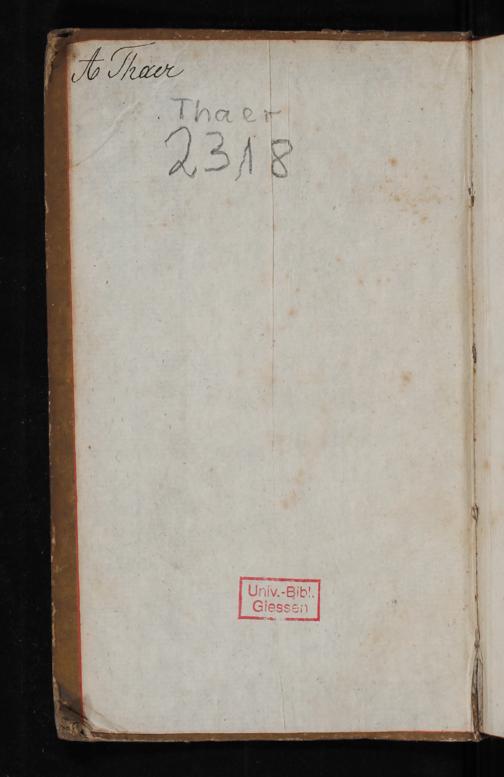 A Thaer
Thaer
2318
Univ.-Bibl.
Giessen